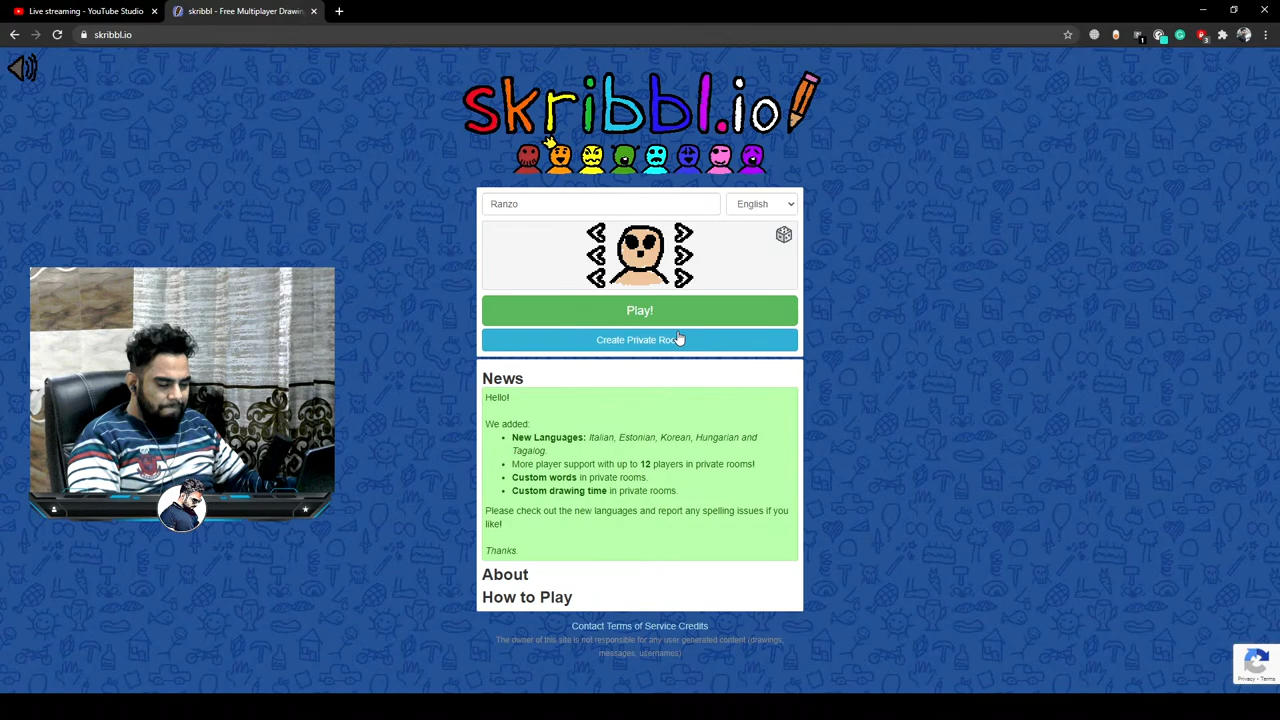 Live streaming - YouTube Studio
skribbl - Free Multiplayer Drawin
skribbl.io
skribbl.io
Ranzo
English
Play!
Create Private Roo
News
Hello!
We added:
New Languages: Italian, Estonian, Korean, Hungarian and
Tagalog.
More player support with up to 12 players in private rooms!
Custom words in private rooms.
Custom drawing time in private rooms.
Please check out the new languages and report any spelling issues if you
like!
Thanks.
About
How to Play
Contact Terms of Service Credits
The owner of this site is not responsible for any user generated content (drawings,
messages, usernames)
Privacy - Terms